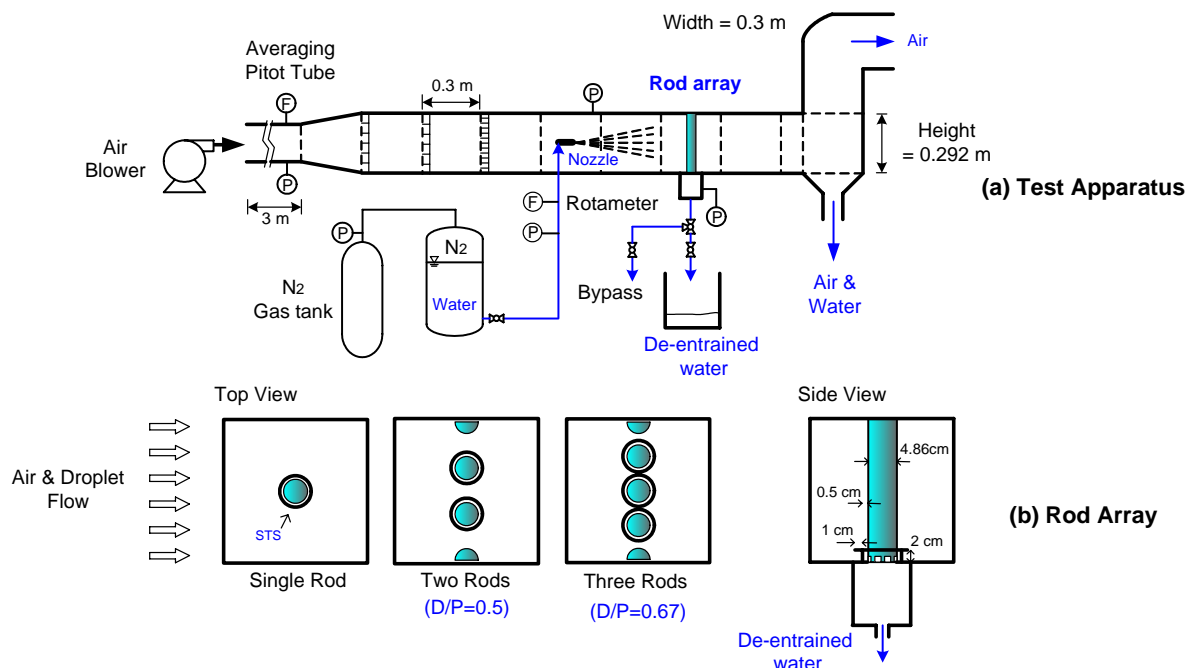 Width = 0.3 m
Air
Averaging
Pitot Tube
F
0.3 m
P
Rod array
Air
Blower
Nozzle
Height
= 0.292 m
(a) Test Apparatus
P
3 m
F
Rotameter
P
P
P
N2
N2
Gas tank
Water
Bypass
Air &
Water
De-entrained
water
Top View
Side View
Air & Droplet
Flow
STS
4.86cm
0.5 cm
1 cm
2 cm
(b) Rod Array
Single Rod
Two Rods
(D/P=0.5)
Three Rods
(D/P=0.67)
De-entrained
water